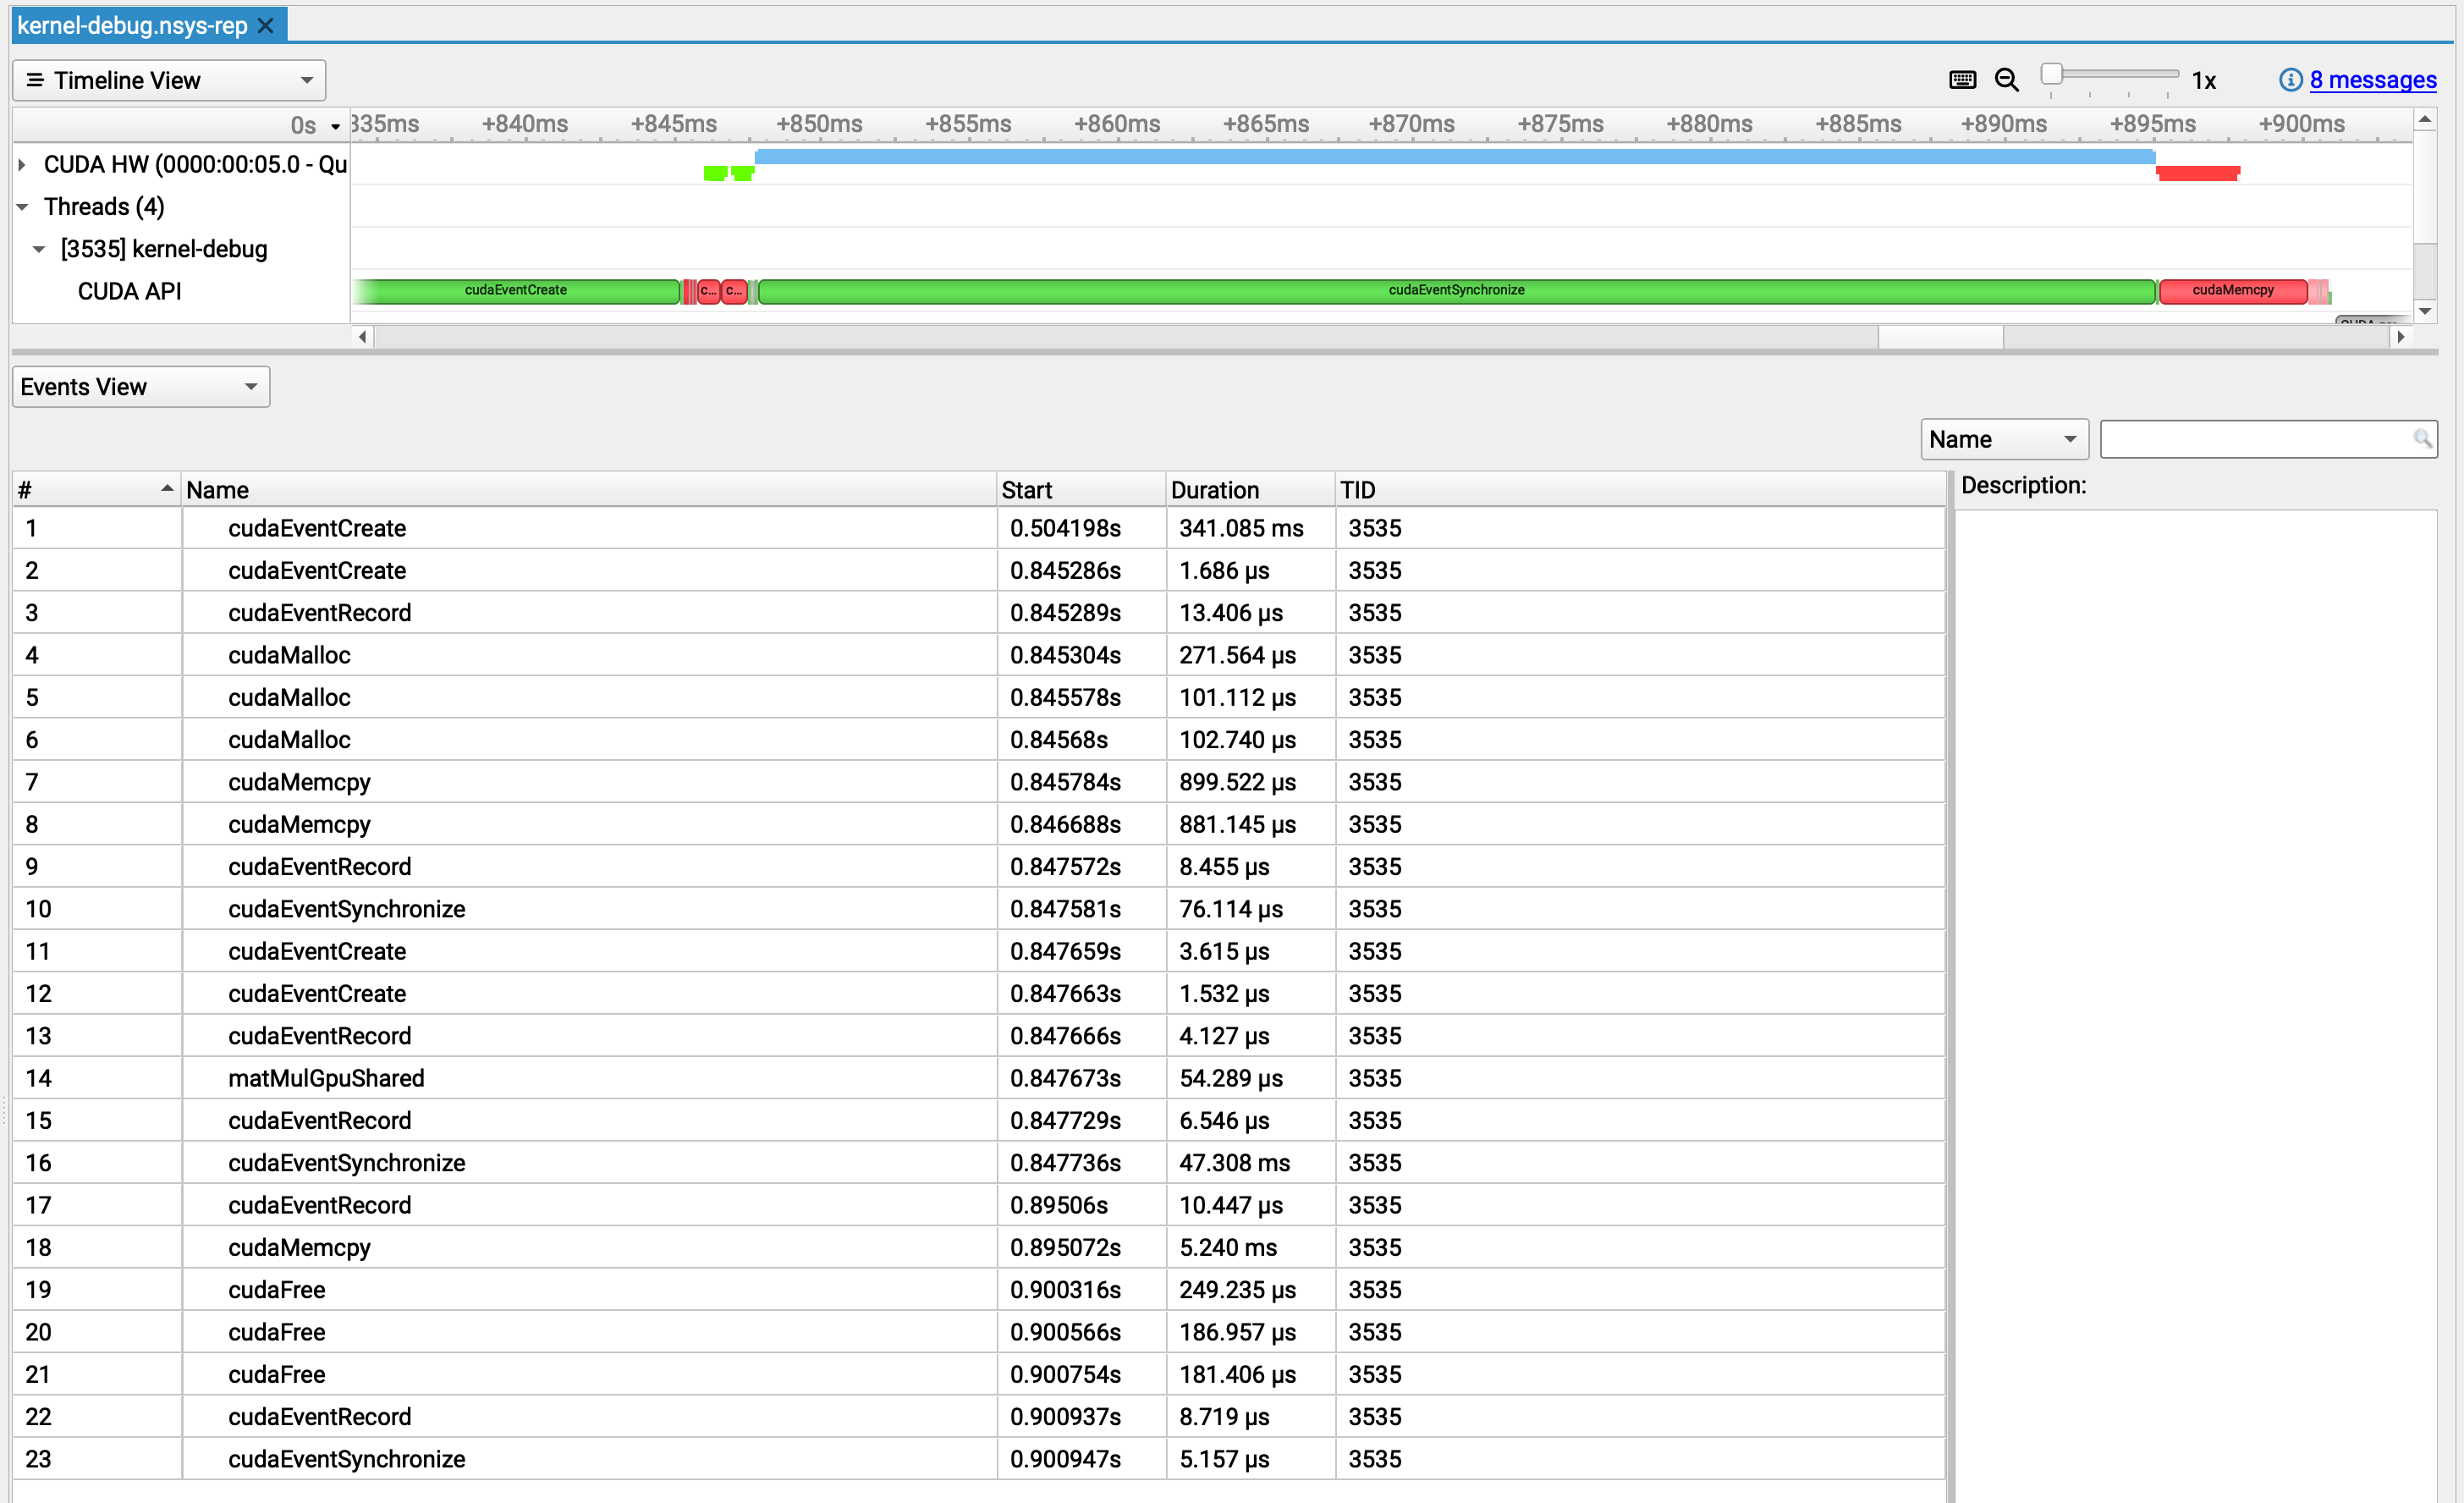 kernel-debug.nsys-rep
Timeline View
1x
8 messages
0s
335ms +840ms +845ms +850ms +855ms +860ms +865ms +870ms +875ms +880ms +885ms +890ms +895ms +900ms
CUDA HW (0000:00:05.0 - Qu
Threads (4)
[3535] kernel-debug
CUDA API
cudaEventCreate c... c... cudaEventSynchronize cudaMemcpy
Events View
Name
# Name Start Duration TID
Description:
1 cudaEventCreate 0.504198s 341.085 ms 3535
2 cudaEventCreate 0.845286s 1.686 µs 3535
3 cudaEventRecord 0.845289s 13.406 µs 3535
4 cudaMalloc 0.845304s 271.564 µs 3535
5 cudaMalloc 0.845578s 101.112 µs 3535
6 cudaMalloc 0.84568s 102.740 µs 3535
7 cudaMemcpy 0.845784s 899.522 µs 3535
8 cudaMemcpy 0.846688s 881.145 µs 3535
9 cudaEventRecord 0.847572s 8.455 µs 3535
10 cudaEventSynchronize 0.847581s 76.114 µs 3535
11 cudaEventCreate 0.847659s 3.615 µs 3535
12 cudaEventCreate 0.847663s 1.532 µs 3535
13 cudaEventRecord 0.847666s 4.127 µs 3535
14 matMulGpuShared 0.847673s 54.289 µs 3535
15 cudaEventRecord 0.847729s 6.546 µs 3535
16 cudaEventSynchronize 0.847736s 47.308 ms 3535
17 cudaEventRecord 0.89506s 10.447 µs 3535
18 cudaMemcpy 0.895072s 5.240 ms 3535
19 cudaFree 0.900316s 249.235 µs 3535
20 cudaFree 0.900566s 186.957 µs 3535
21 cudaFree 0.900754s 181.406 µs 3535
22 cudaEventRecord 0.900937s 8.719 µs 3535
23 cudaEventSynchronize 0.900947s 5.157 µs 3535